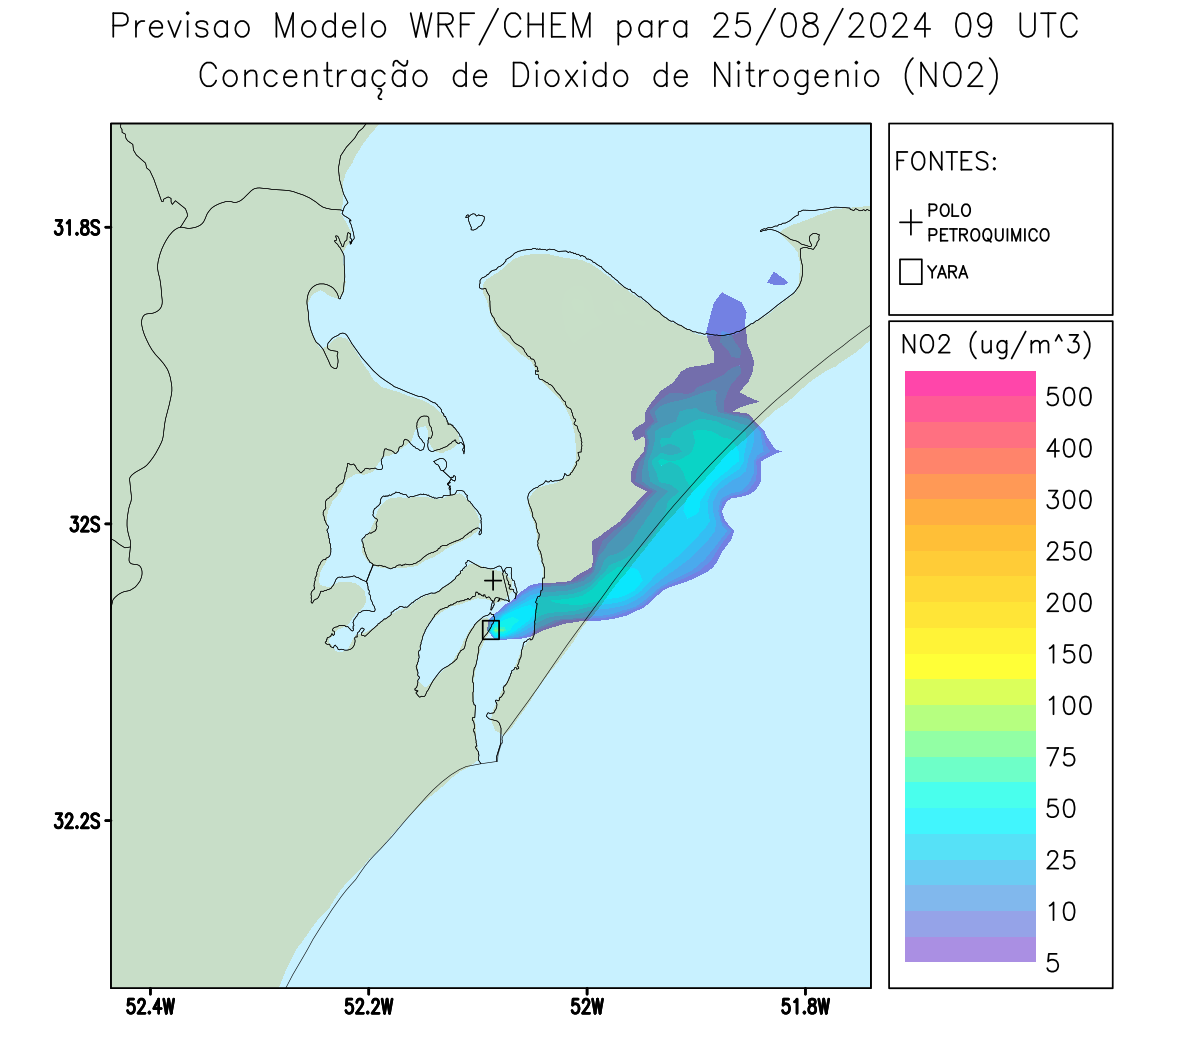 Previsao Modelo WRF/CHEM para 25/08/2024 09 UTC
Concentração de Dioxido de Nitrogenio (NO2)
FONTES:
POLO
PETROQUIMICO
YARA
31.8S
32S
32.2S
52.4W
52.2W
52W
51.8W
NO2 (ug/m^3)
500
400
300
250
200
150
100
75
50
25
10
5